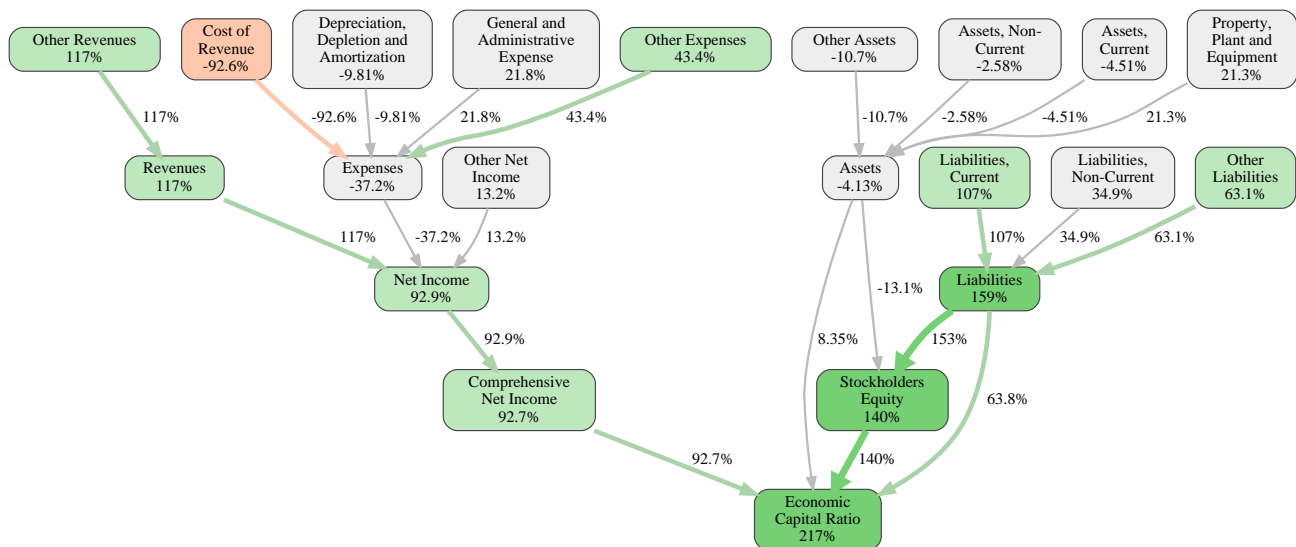 Other Revenues
117%
Cost of
Revenue
-92.6%
Depreciation,
Depletion and
Amortization
-9.81%
General and
Administrative
Expense
21.8%
Other Expenses
43.4%
Other Assets
-10.7%
Assets, Non-
Current
-2.58%
Assets,
Current
-4.51%
Property,
Plant and
Equipment
21.3%
117%
-92.6%
-9.81%
21.8%
43.4%
-10.7%
-2.58%
-4.51%
21.3%
Revenues
117%
Expenses
-37.2%
Other Net
Income
13.2%
Assets
-4.13%
Liabilities,
Current
107%
Liabilities,
Non-Current
34.9%
Other
Liabilities
63.1%
117%
-37.2%
13.2%
107%
34.9%
63.1%
Net Income
92.9%
-13.1%
Liabilities
159%
92.9%
8.35%
153%
Comprehensive
Net Income
92.7%
Stockholders
Equity
140%
63.8%
92.7%
140%
Economic
Capital Ratio
217%